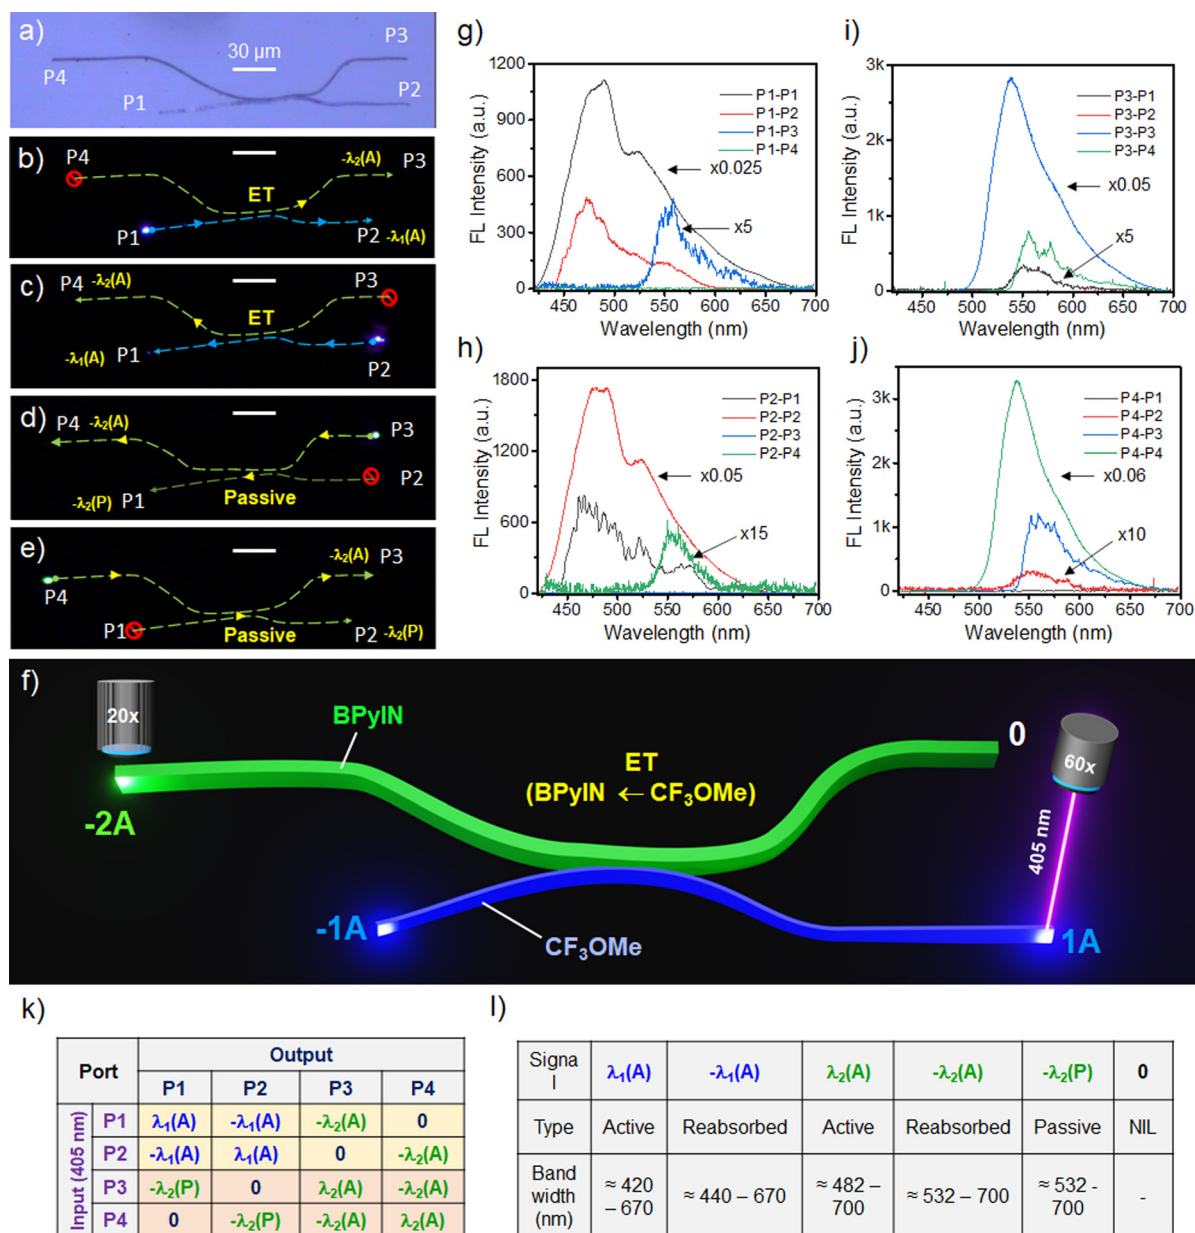 a)
30 µm
P3
P4
P2
P1
b)
P4
-λ₂(A)
P3
ET
P1
P2
-λ₁(A)
c)
P4
-λ₂(A)
P3
ET
P1
-λ₁(A)
P2
d)
P4
-λ₂(A)
P3
P1
P2
-λ₂(P)
Passive
e)
P4
-λ₂(A)
P3
P1
Passive
P2
-λ₂(P)
g)
FL Intensity (a.u.)
1200
900
600
300
0
P1-P1
P1-P2
P1-P3
P1-P4
x0.025
x5
450 500 550 600 650 700
Wavelength (nm)
i)
FL Intensity (a.u.)
3k
2k
1k
0
P3-P1
P3-P2
P3-P3
P3-P4
x0.05
x5
450 500 550 600 650 700
Wavelength (nm)
h)
FL Intensity (a.u.)
1800
1200
600
0
P2-P1
P2-P2
P2-P3
P2-P4
x0.05
x15
450 500 550 600 650 700
Wavelength (nm)
j)
FL Intensity (a.u.)
3k
2k
1k
0
P4-P1
P4-P2
P4-P3
P4-P4
x0.06
x10
450 500 550 600 650 700
Wavelength (nm)
f)
20x
BPyIN
0
60x
ET
(BPyIN ← CF₃OMe)
405 nm
-2A
-1A
CF₃OMe
1A
k)
Port Output
P1 P2 P3 P4
Input (405 nm)
P1 λ₁(A) -λ₁(A) -λ₂(A) 0
P2 -λ₁(A) λ₁(A) 0 -λ₂(A)
P3 -λ₂(P) 0 λ₂(A) -λ₂(A)
P4 0 -λ₂(P) -λ₂(A) λ₂(A)
l)
Signa
l
λ₁(A) -λ₁(A) λ₂(A) -λ₂(A) -λ₂(P) 0
Type Active Reabsorbed Active Reabsorbed Passive NIL
Band
width
(nm)
≈ 420
– 670
≈ 440 – 670
≈ 482 –
700
≈ 532 – 700
≈ 532 -
700
-